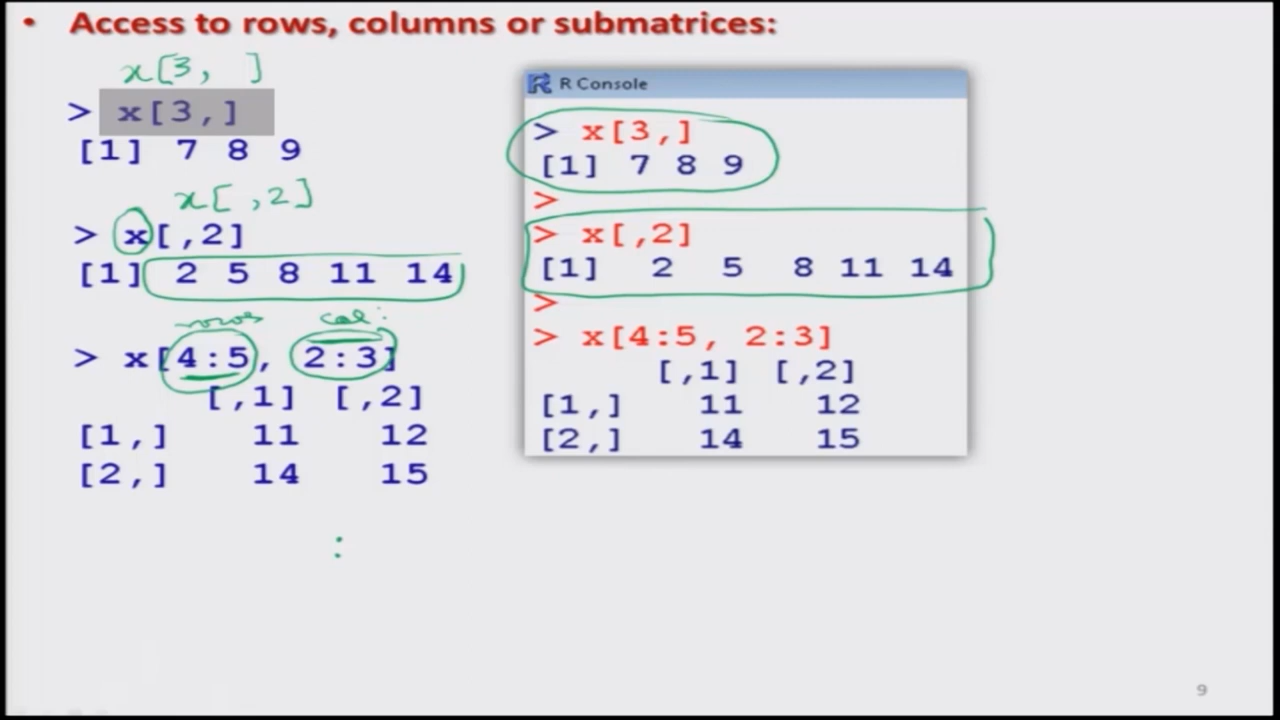 • Access to rows, columns or submatrices:
x[3, ]
> x[3,]
[1] 7 8 9
x[ ,2]
> x[,2]
[1] 2 5 8 11 14
rows col:
> x[4:5, 2:3]
[,1] [,2]
[1,] 11 12
[2,] 14 15
:
R Console
> x[3,]
[1] 7 8 9
>
> x[,2]
[1] 2 5 8 11 14
>
> x[4:5, 2:3]
[,1] [,2]
[1,] 11 12
[2,] 14 15
9